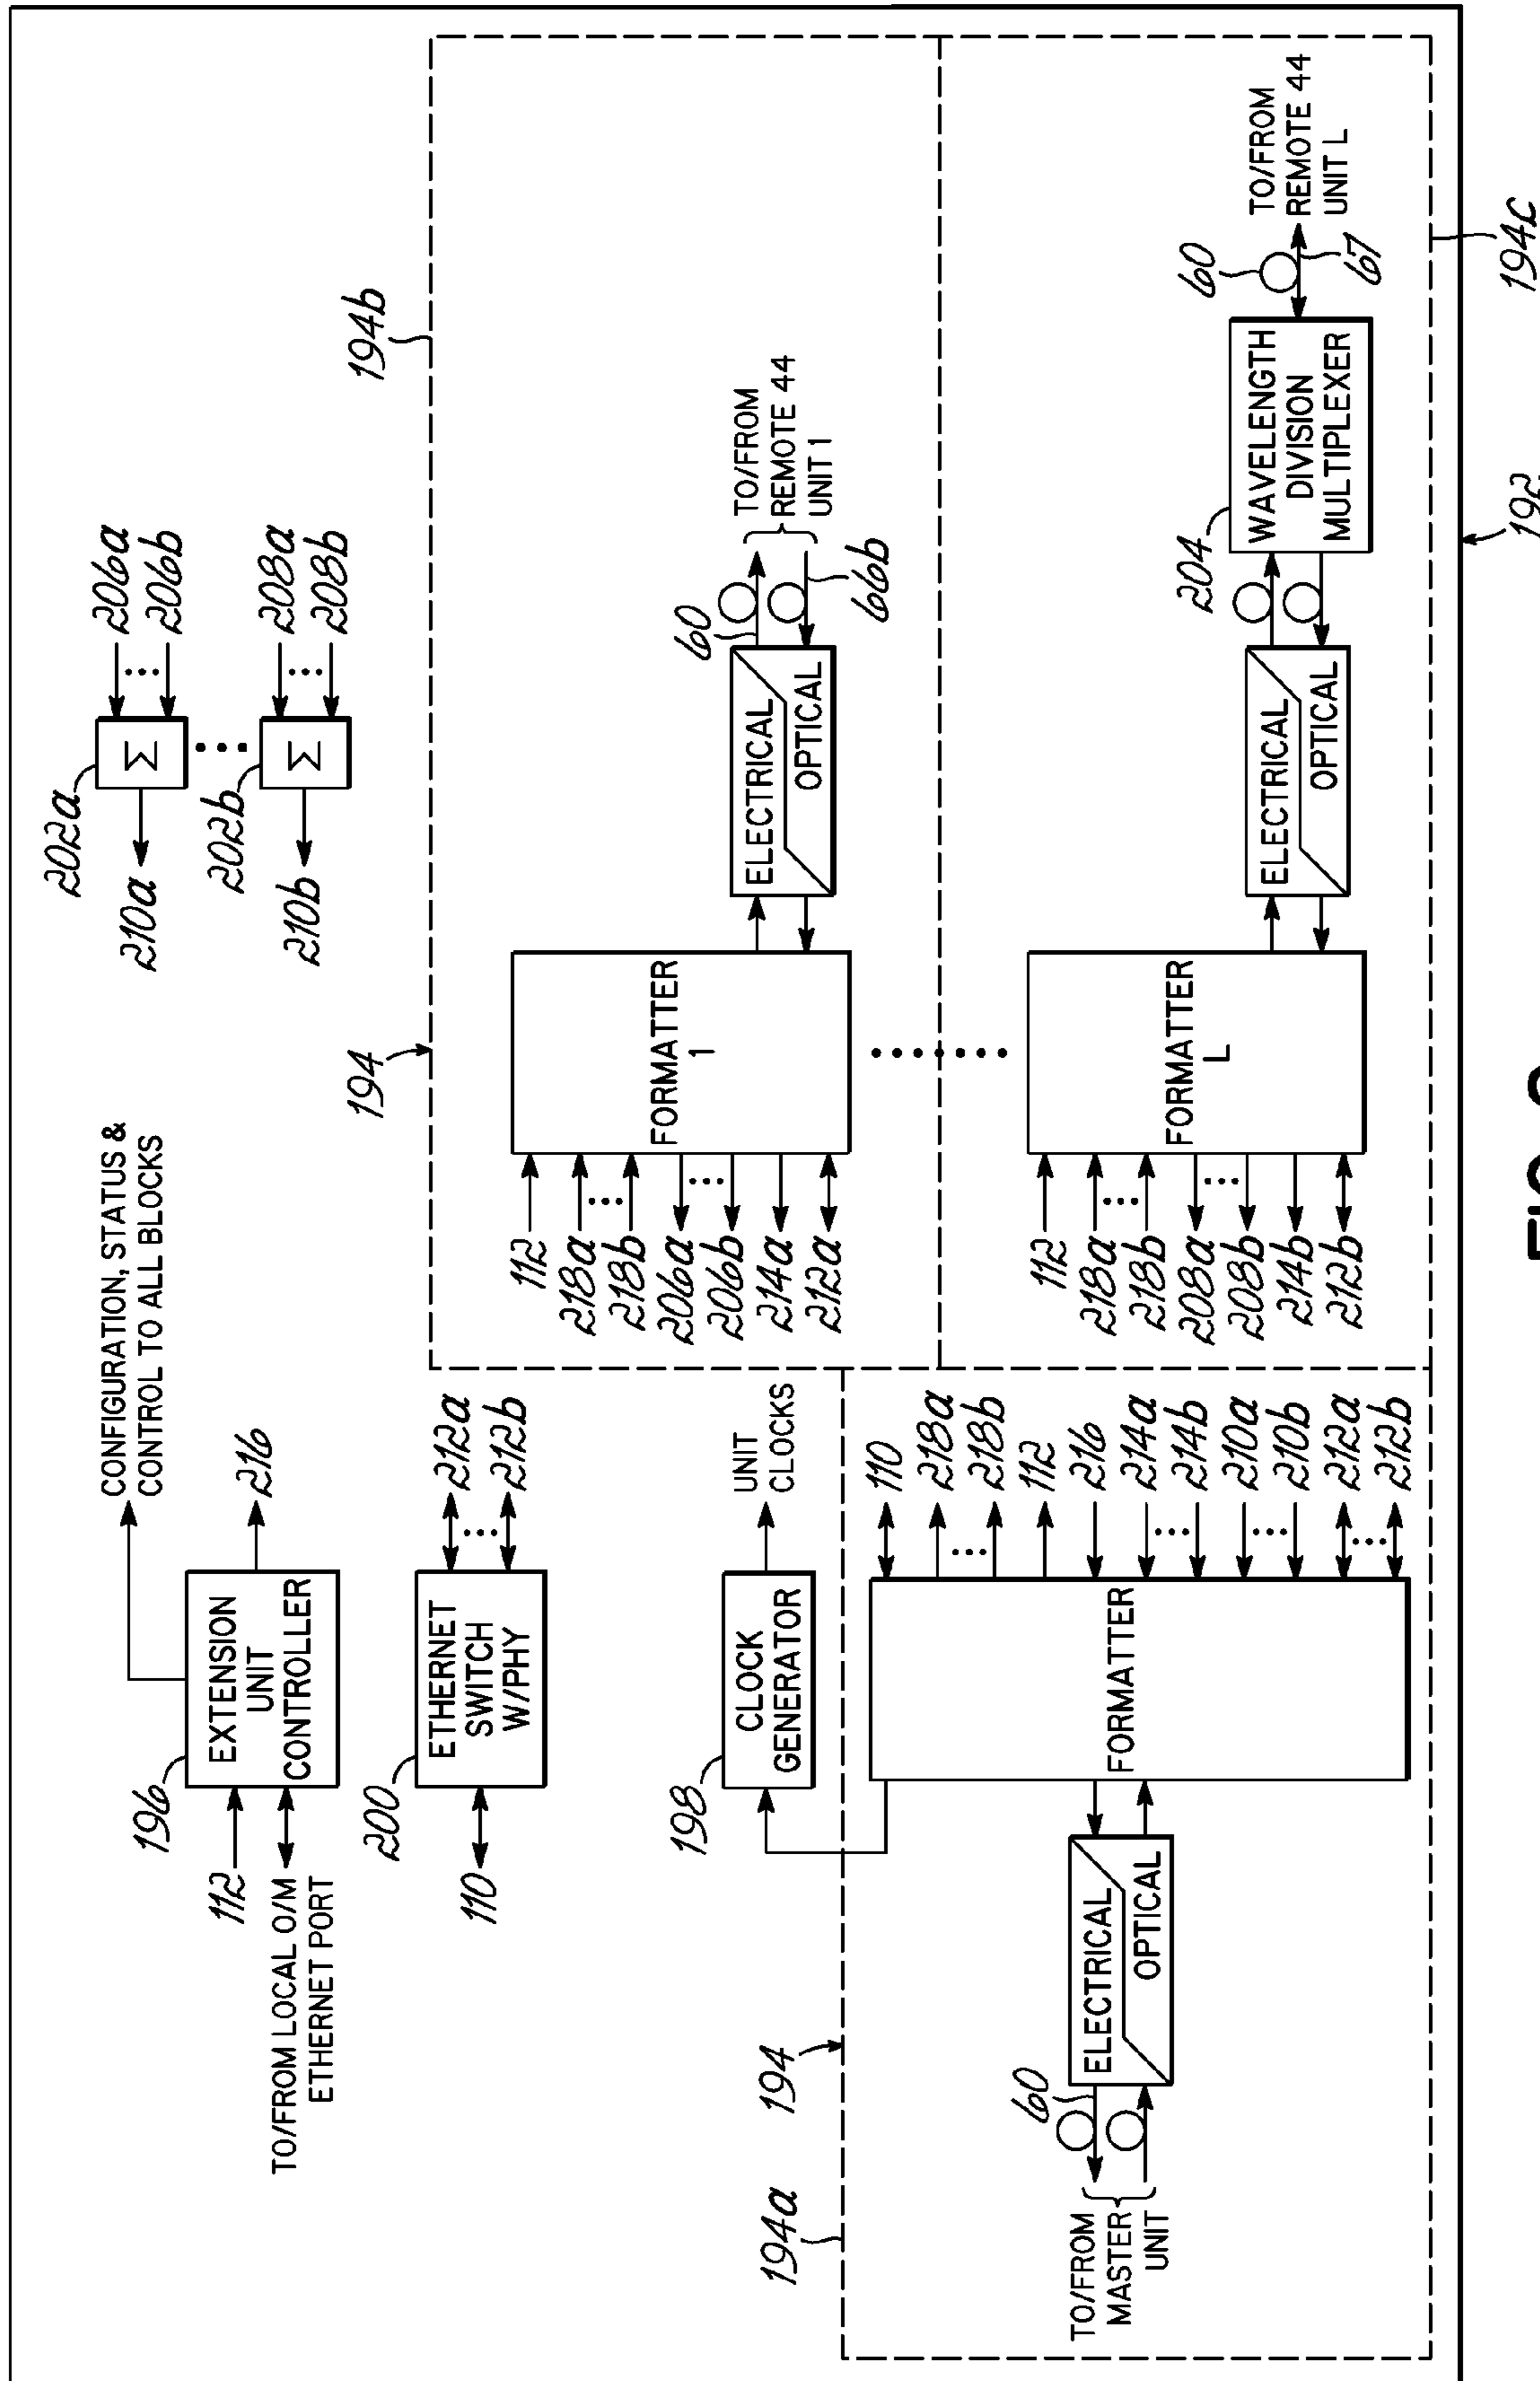 CONFIGURATION, STATUS &
CONTROL TO ALL BLOCKS
112
TO/FROM LOCAL O/M
ETHERNET PORT
196
EXTENSION
UNIT
CONTROLLER
216
110
200
ETHERNET
SWITCH
W/PHY
212a
212b
202a
Σ
206a
206b
210a
202b
Σ
208a
208b
210b
198
CLOCK
GENERATOR
UNIT
CLOCKS
194a
194
TO/FROM
MASTER
UNIT
60
ELECTRICAL
OPTICAL
FORMATTER
110
218a
218b
112
216
214a
214b
210a
210b
212a
212b
194
194b
112
218a
218b
206a
206b
214a
212a
FORMATTER
1
ELECTRICAL
OPTICAL
60
66b
TO/FROM
REMOTE 44
UNIT 1
112
218a
218b
208a
208b
214b
212b
FORMATTER
L
ELECTRICAL
OPTICAL
204
WAVELENGTH
DIVISION
MULTIPLEXER
60
67
TO/FROM
REMOTE 44
UNIT L
194c